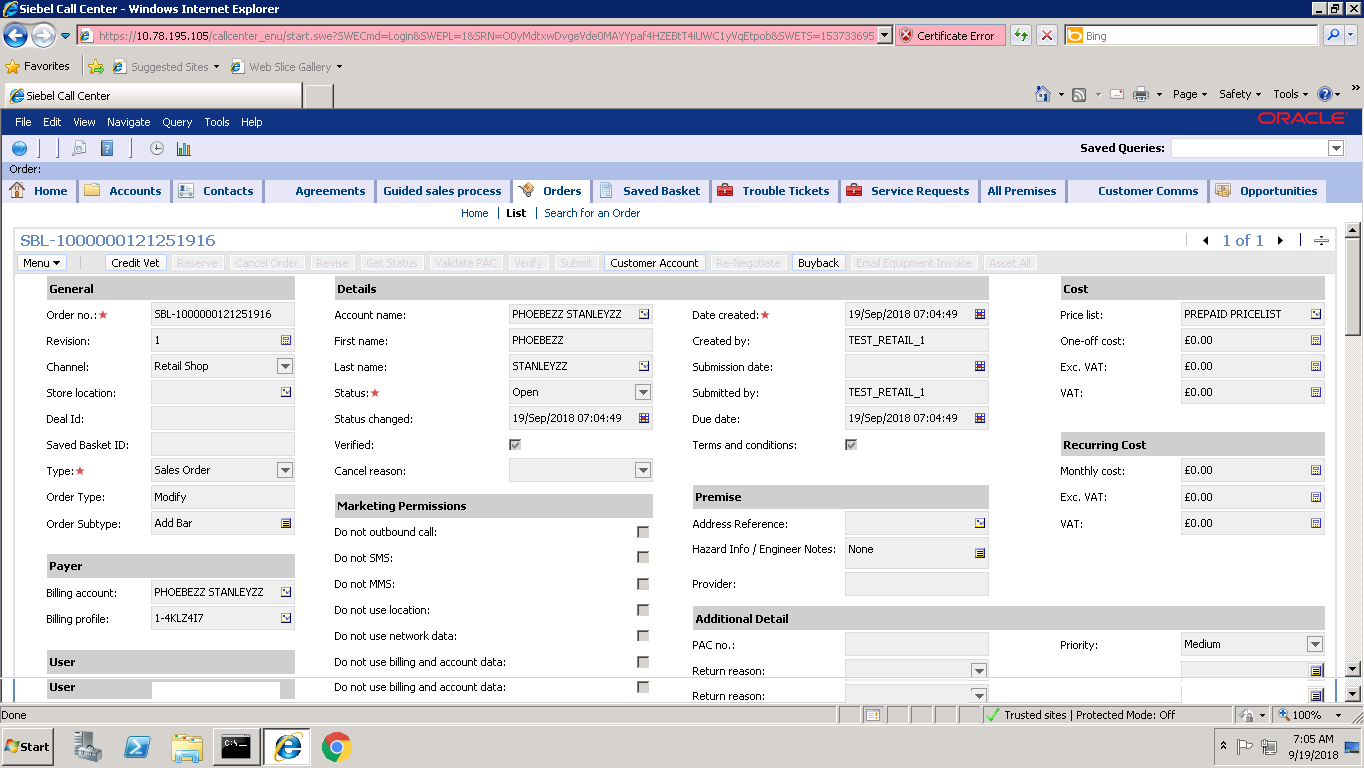 Siebel Call Center - Windows Internet Explorer
https://10.78.195.105/callcenter_enu/start.swe?SWECmd=Login&SWEPL=1&SRN=O0yMdtxwDvgeVde0MAYYpaf4HZEBtT4iUWC1yVqEtpob&SWETS=153733695 Certificate Error Bing
Favorites Suggested Sites Web Slice Gallery
Siebel Call Center Page Safety Tools
File Edit View Navigate Query Tools Help ORACLE
Saved Queries:
Order:
Home Accounts Contacts Agreements Guided sales process Orders Saved Basket Trouble Tickets Service Requests All Premises Customer Comms Opportunities
Home List Search for an Order
SBL-1000000121251916 1 of 1
Menu Credit Vet Reserve Cancel Order Revise Get Status Validate PAC Verify Submit Customer Account Re-Negotiate Buyback Email Equipment Invoice Asset All
General Details Cost
Order no.: SBL-1000000121251916 Account name: PHOEBEZZ STANLEYZZ Date created: 19/Sep/2018 07:04:49 Price list: PREPAID PRICELIST
Revision: 1 First name: PHOEBEZZ Created by: TEST_RETAIL_1 One-off cost: £0.00
Channel: Retail Shop Last name: STANLEYZZ Submission date: Exc. VAT: £0.00
Store location: Status: Open Submitted by: TEST_RETAIL_1 VAT: £0.00
Deal Id: Status changed: 19/Sep/2018 07:04:49 Due date: 19/Sep/2018 07:04:49
Saved Basket ID: Verified: Terms and conditions: Recurring Cost
Type: Sales Order Cancel reason: Monthly cost: £0.00
Order Type: Modify Marketing Permissions Premise Exc. VAT: £0.00
Order Subtype: Add Bar Do not outbound call: Address Reference: VAT: £0.00
Do not SMS: Hazard Info / Engineer Notes: None
Payer
Billing account: PHOEBEZZ STANLEYZZ Do not MMS: Provider:
Billing profile: 1-4KLZ4I7 Do not use location: Additional Detail
Do not use network data: PAC no.: Priority: Medium
User Do not use billing and account data: Return reason:
User Do not use billing and account data: Return reason:
Done Trusted sites | Protected Mode: Off 100%
Start 7:05 AM
9/19/2018